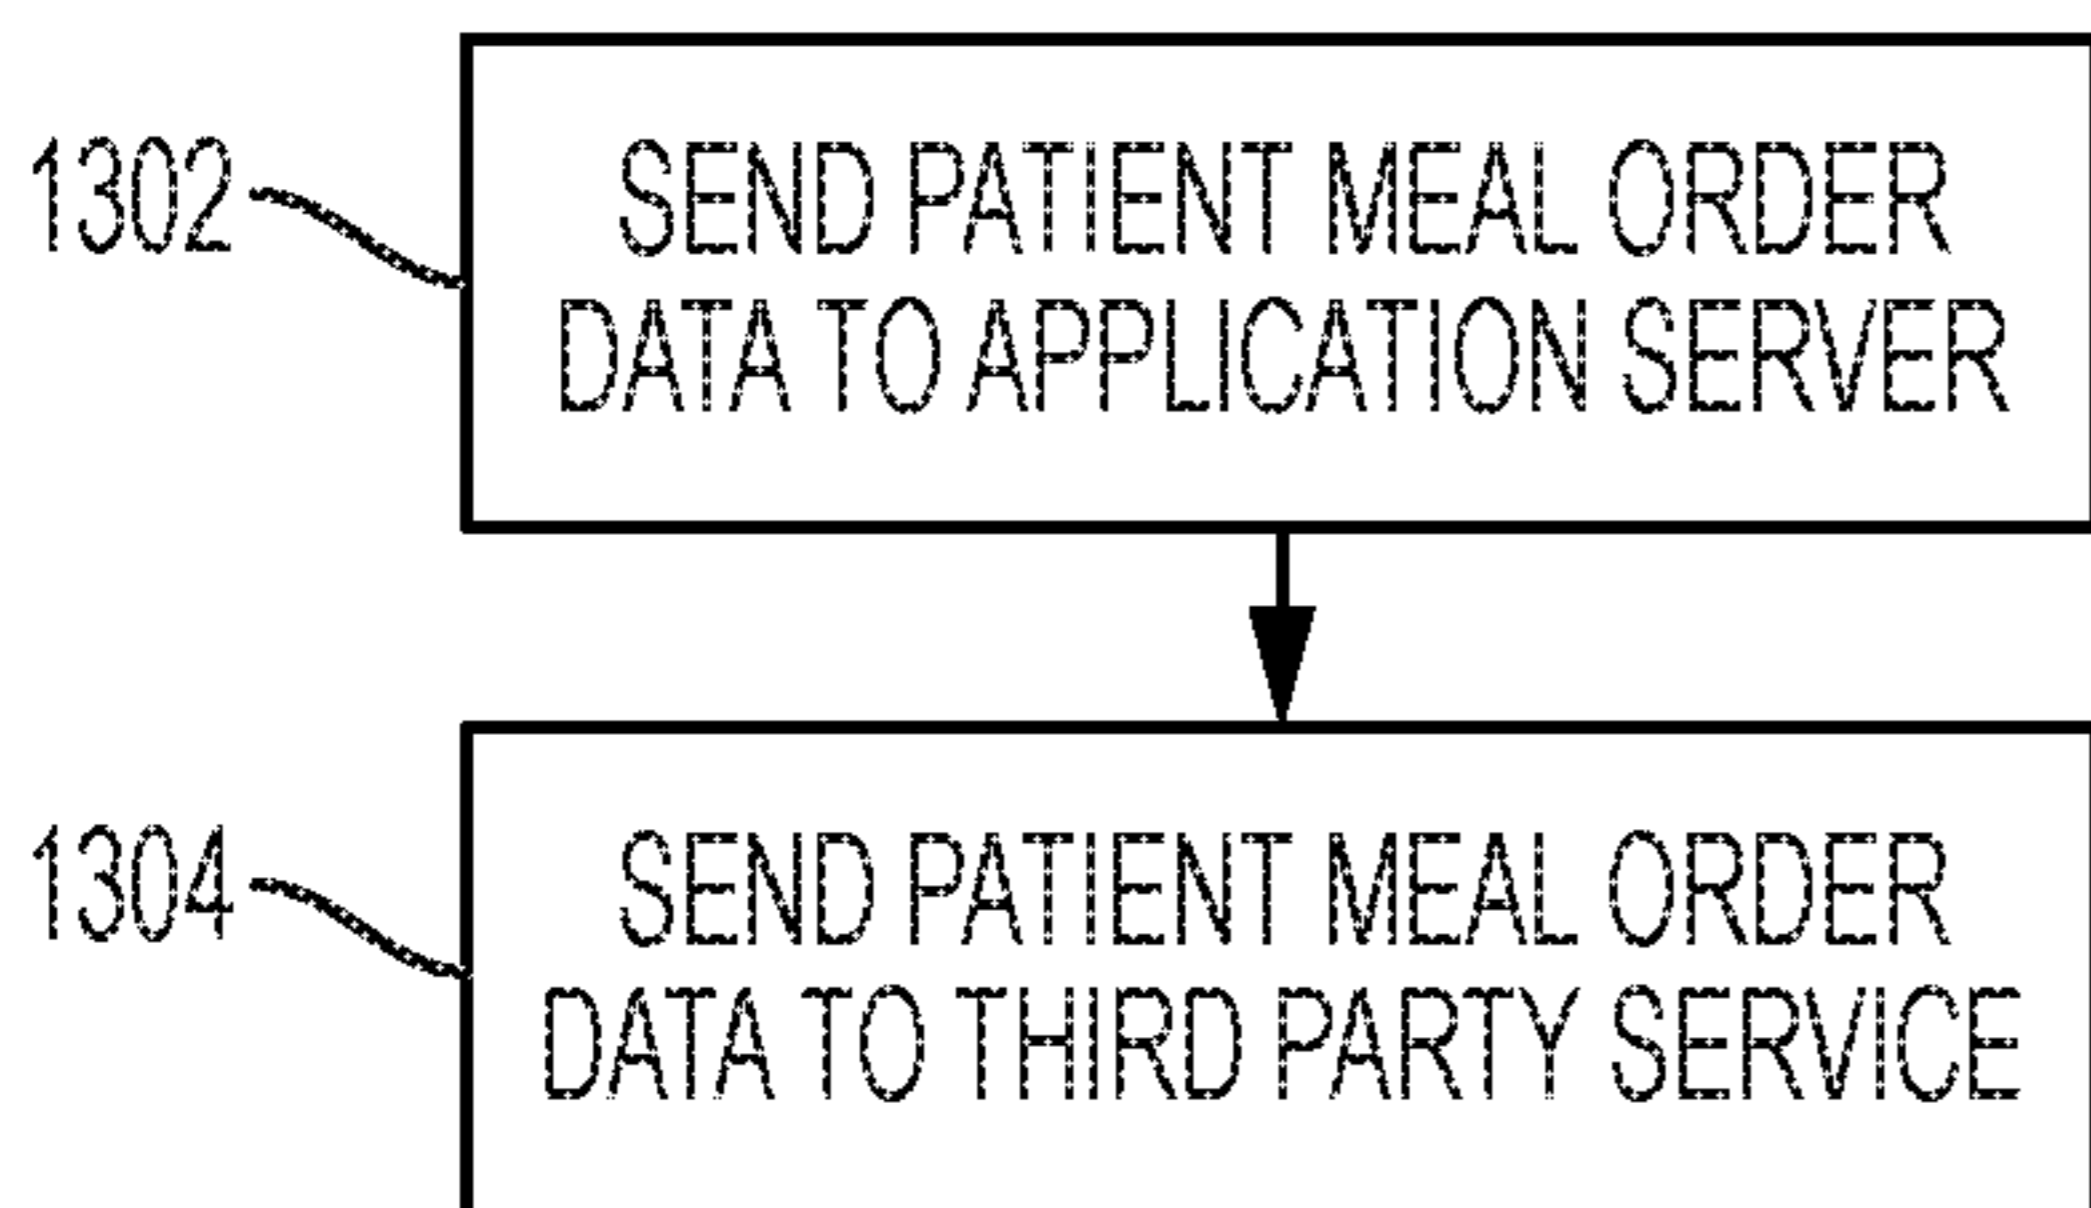 1302
SEND PATIENT MEAL ORDER
DATA TO APPLICATION SERVER
1304
SEND PATIENT MEAL ORDER
DATA TO THIRD PARTY SERVICE